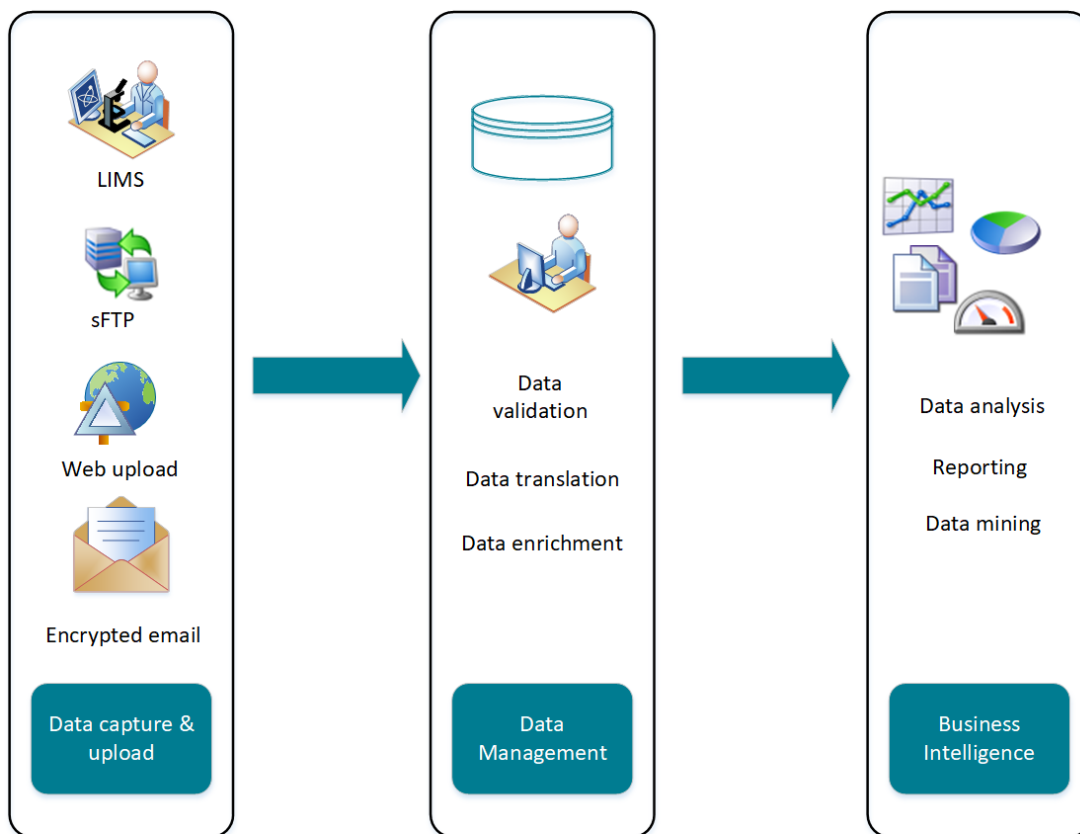 LIMS
sFTP
Web upload
Encrypted email
Data capture &
upload
Data
validation
Data translation
Data enrichment
Data
Management
Data analysis
Reporting
Data mining
Business
Intelligence